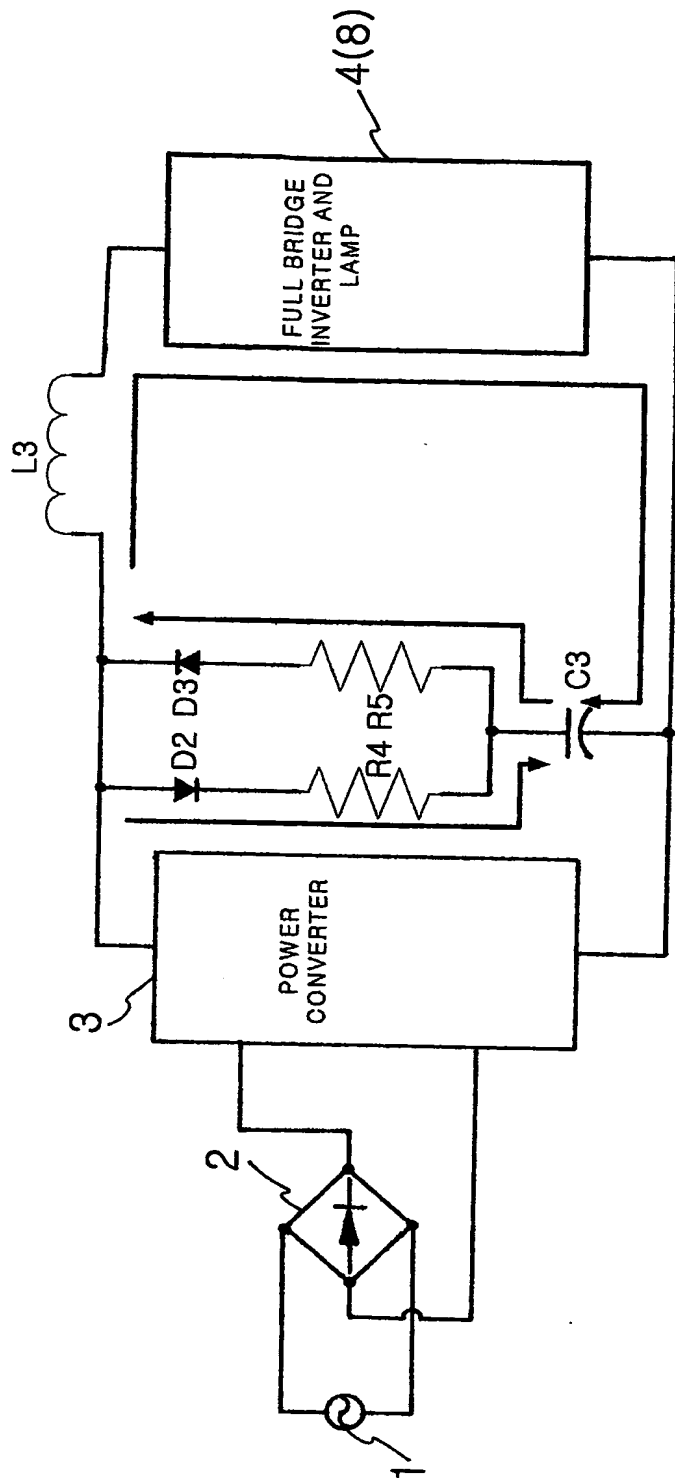 1
2
3
POWER
CONVERTER
D2 D3
R4 R5
C3
L3
FULL BRIDGE
INVERTER AND
LAMP
4(8)